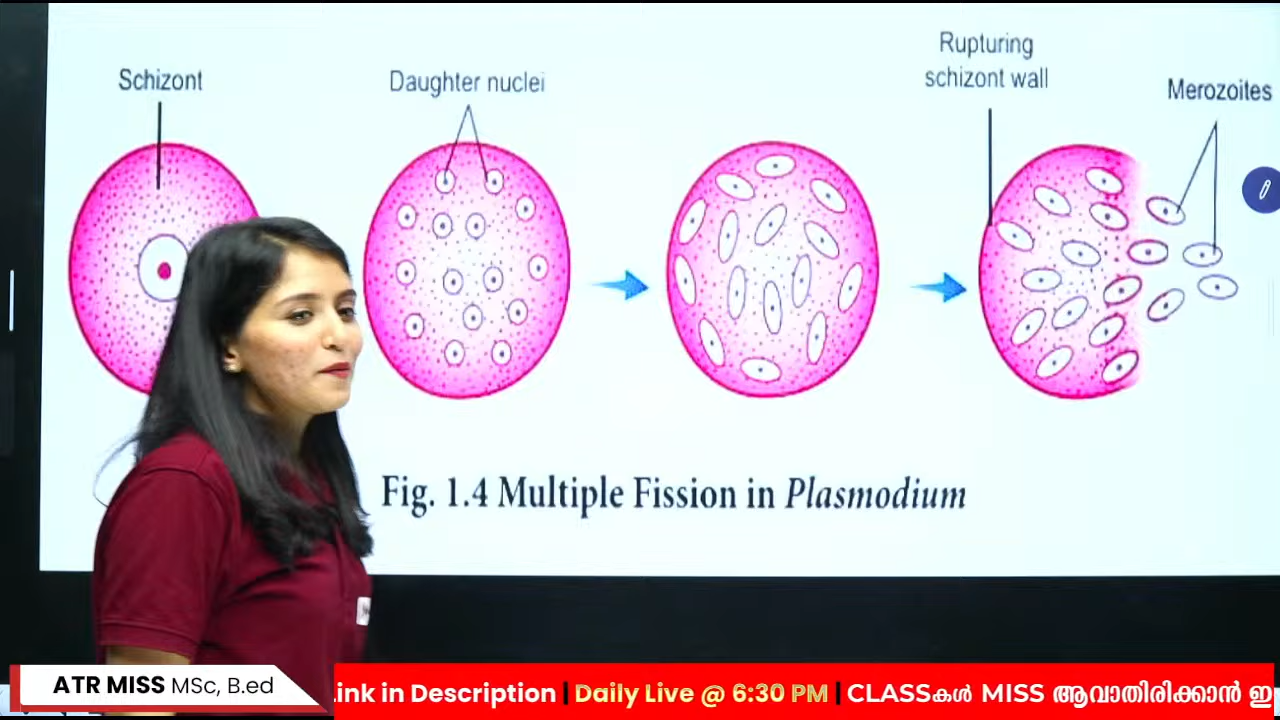 Schizont
Daughter nuclei
Rupturing
schizont wall
Merozoites
Fig. 1.4 Multiple Fission in Plasmodium
ATR MISS MSc, B.ed
ink in Description | Daily Live @ 6:30 PM | CLASSകൾ MISS ആവാതിരിക്കാൻ ഇ